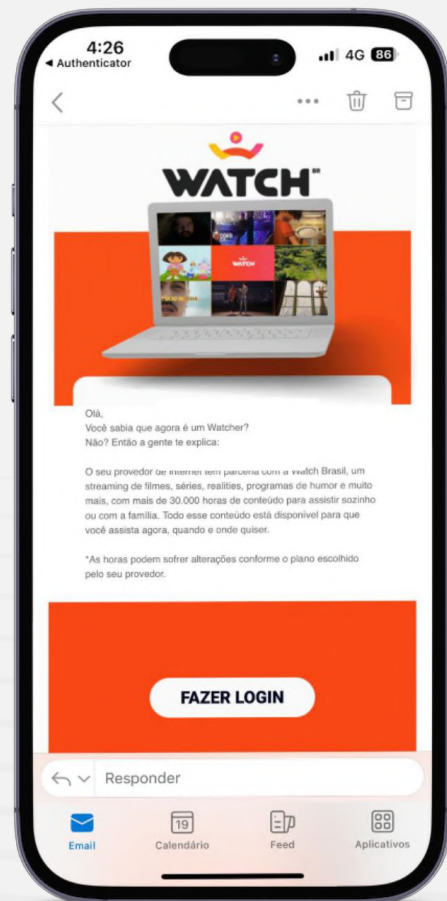 4:26
4G 86
Authenticator
WATCH BR
WATCH
Olá,
Você sabia que agora é um Watcher?
Não? Então a gente te explica:
O seu provedor de internet tem parceria com a Watch Brasil, um
streaming de filmes, séries, realities, programas de humor e muito
mais, com mais de 30.000 horas de conteúdo para assistir sozinho
ou com a família. Todo esse conteúdo está disponível para que
você assista agora, quando e onde quiser.
*As horas podem sofrer alterações conforme o plano escolhido
pelo seu provedor.
FAZER LOGIN
Responder
19
Email
Calendário
Feed
Aplicativos